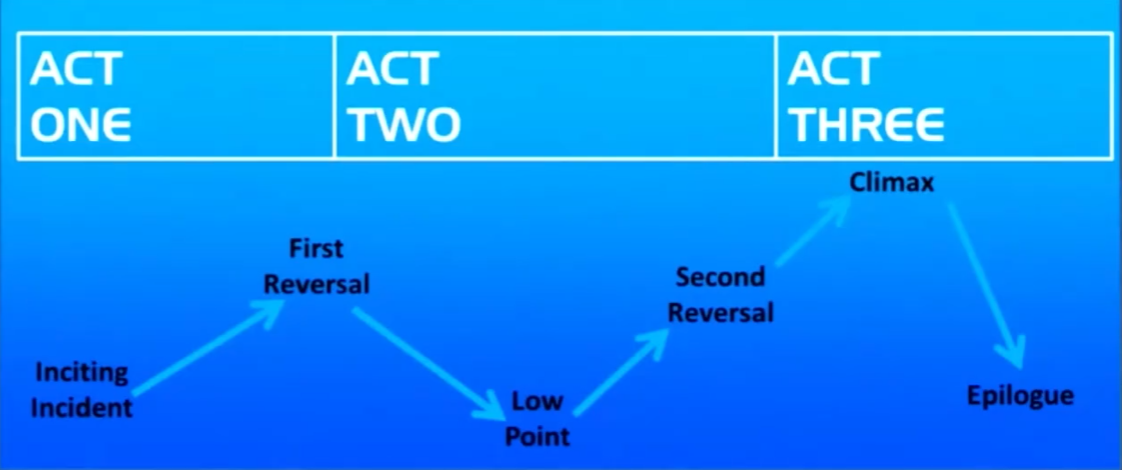 ACT
ONE
ACT
TWO
ACT
THREE
Climax
First
Reversal
Second
Reversal
Inciting
Incident
Low
Point
Epilogue